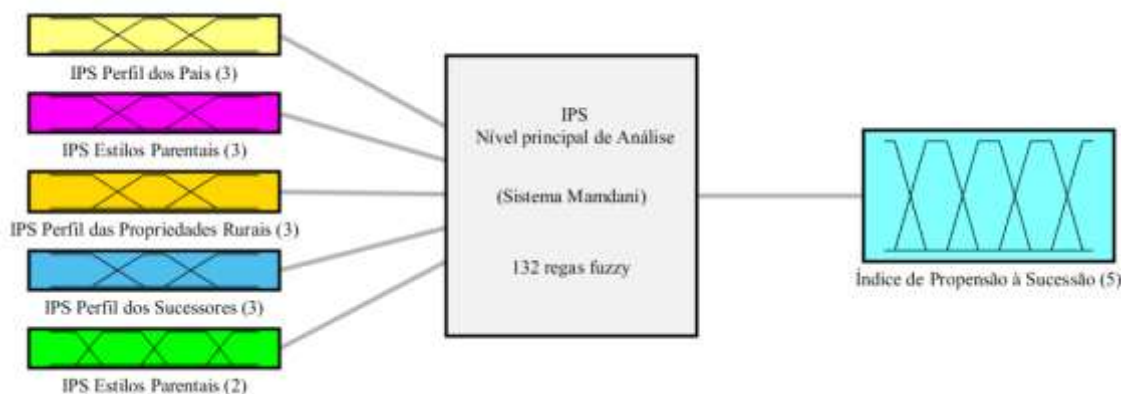 IPS Perfil dos Pais (3)
IPS Estilos Parentais (3)
IPS Perfil das Propriedades Rurais (3)
IPS Perfil dos Sucessores (3)
IPS Estilos Parentais (2)
IPS
Nível principal de Análise
(Sistema Mamdani)
132 regas fuzzy
Índice de Propensão à Sucessão (5)